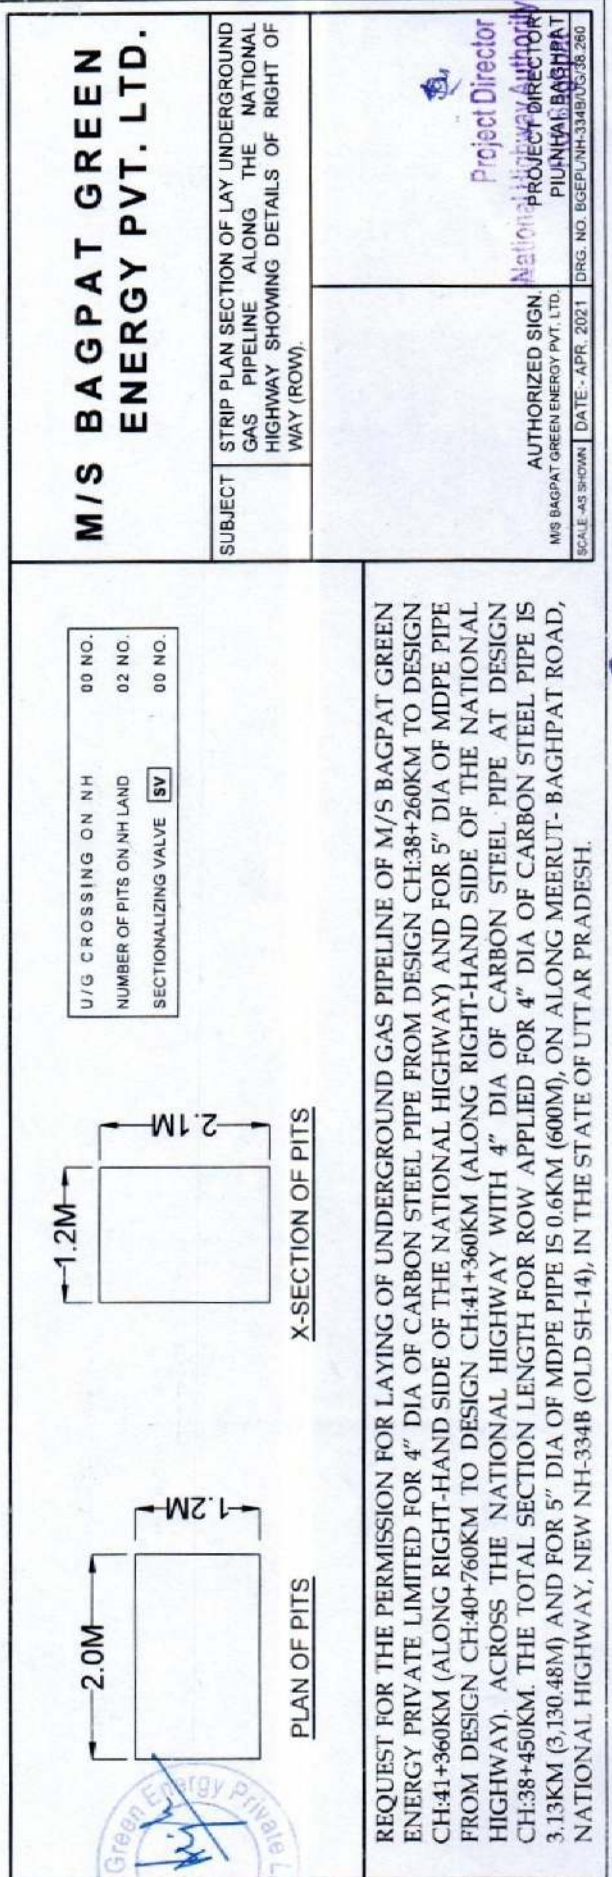 2.0M
1.2M
PLAN OF PITS
1.2M
2.1M
X-SECTION OF PITS
U/G CROSSING ON NH 00 NO.
NUMBER OF PITS ON NH LAND 02 NO.
SECTIONALIZING VALVE SV 00 NO.
Green Energy Private
REQUEST FOR THE PERMISSION FOR LAYING OF UNDERGROUND GAS PIPELINE OF M/S BAGPAT GREEN
ENERGY PRIVATE LIMITED FOR 4" DIA OF CARBON STEEL PIPE FROM DESIGN CH:38+260KM TO DESIGN
CH:41+360KM (ALONG RIGHT-HAND SIDE OF THE NATIONAL HIGHWAY) AND FOR 5" DIA OF MDPE PIPE
FROM DESIGN CH:40+760KM TO DESIGN CH:41+360KM (ALONG RIGHT-HAND SIDE OF THE NATIONAL
HIGHWAY). ACROSS THE NATIONAL HIGHWAY WITH 4" DIA OF CARBON STEEL PIPE AT DESIGN
CH:38+450KM. THE TOTAL SECTION LENGTH FOR ROW APPLIED FOR 4" DIA OF CARBON STEEL PIPE IS
3.13KM (3,130.48M) AND FOR 5" DIA OF MDPE PIPE IS 0.6KM (600M), ON ALONG MEERUT- BAGHPAT ROAD,
NATIONAL HIGHWAY, NEW NH-334B (OLD SH-14), IN THE STATE OF UTTAR PRADESH.
M/S BAGPAT GREEN
ENERGY PVT. LTD.
SUBJECT STRIP PLAN SECTION OF LAY UNDERGROUND
GAS PIPELINE ALONG THE NATIONAL
HIGHWAY SHOWING DETAILS OF RIGHT OF
WAY (ROW).
AUTHORIZED SIGN.
M/S BAGPAT GREEN ENERGY PVT. LTD.
Project Director
National Highway Authority
PROJECT DIRECTOR
PIU NHAI BAGHPAT
SCALE -AS SHOWN DATE:- APR, 2021 DRG. NO. BGEPL/NH-334B/UG/38.260